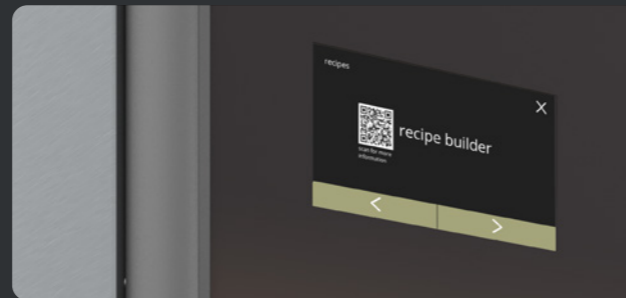 recipes
X
recipe builder
scan for more
information
<
>